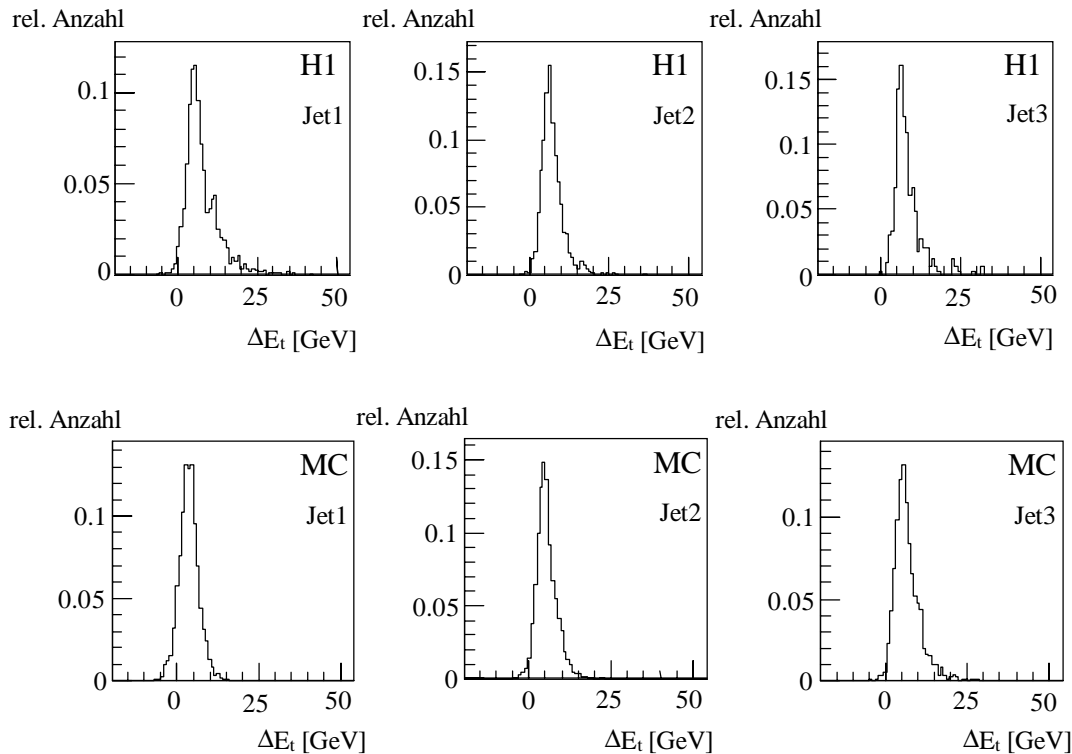 rel. Anzahl
H1
Jet1
0.1
0.05
0
0 25 50
ΔEt [GeV]
rel. Anzahl
H1
Jet2
0.15
0.1
0.05
0
0 25 50
ΔEt [GeV]
rel. Anzahl
H1
Jet3
0.15
0.1
0.05
0
0 25 50
ΔEt [GeV]
rel. Anzahl
MC
Jet1
0.1
0.05
0
0 25 50
ΔEt [GeV]
rel. Anzahl
MC
Jet2
0.15
0.1
0.05
0
0 25 50
ΔEt [GeV]
rel. Anzahl
MC
Jet3
0.1
0.05
0
0 25 50
ΔEt [GeV]